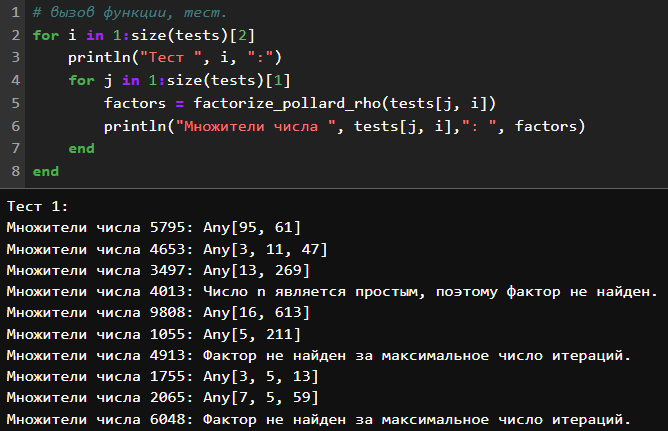 1 # вызов функции, тест.
2 for i in 1:size(tests)[2]
3 println("Тест ", i, ":")
4 for j in 1:size(tests)[1]
5 factors = factorize_pollard_rho(tests[j, i])
6 println("Множители числа ", tests[j, i],": ", factors)
7 end
8 end
Тест 1:
Множители числа 5795: Any[95, 61]
Множители числа 4653: Any[3, 11, 47]
Множители числа 3497: Any[13, 269]
Множители числа 4013: Число n является простым, поэтому фактор не найден.
Множители числа 9808: Any[16, 613]
Множители числа 1055: Any[5, 211]
Множители числа 4913: Фактор не найден за максимальное число итераций.
Множители числа 1755: Any[3, 5, 13]
Множители числа 2065: Any[7, 5, 59]
Множители числа 6048: Фактор не найден за максимальное число итераций.